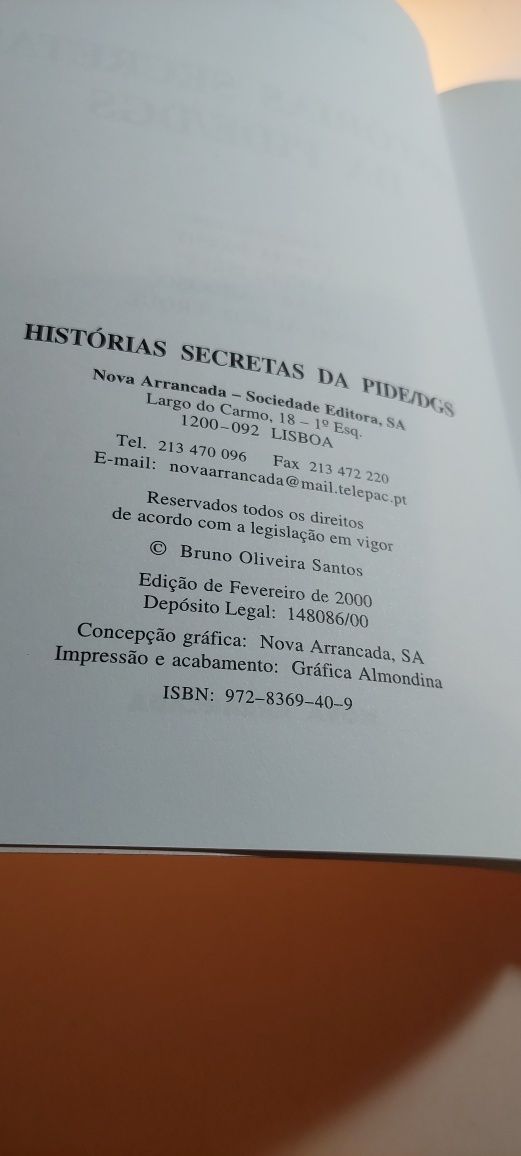 HISTÓRIAS SECRETAS DA PIDE/DGS
Nova Arrancada – Sociedade Editora, SA
Largo do Carmo, 18 – 1º Esq.
1200–092 LISBOA
Tel. 213 470 096 Fax 213 472 220
E-mail: novaarrancada@mail.telepac.pt
Reservados todos os direitos
de acordo com a legislação em vigor
© Bruno Oliveira Santos
Edição de Fevereiro de 2000
Depósito Legal: 148086/00
Concepção gráfica: Nova Arrancada, SA
Impressão e acabamento: Gráfica Almondina
ISBN: 972–8369–40–9